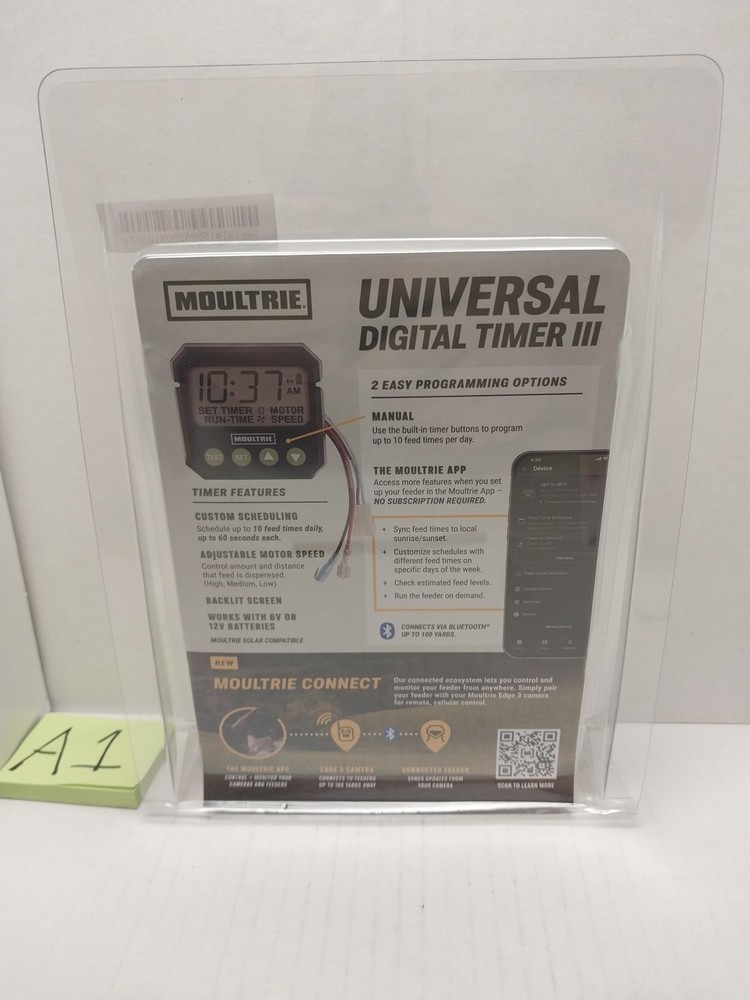 MOULTRIE.
UNIVERSAL
DIGITAL TIMER III
10:37
6V
AM
SET TIMER MOTOR
RUN-TIME SPEED
MOULTRIE
TEST SET
2 EASY PROGRAMMING OPTIONS
MANUAL
Use the built-in timer buttons to program
up to 10 feed times per day.
THE MOULTRIE APP
Access more features when you set
up your feeder in the Moultrie App –
NO SUBSCRIPTION REQUIRED.
+ Sync feed times to local
sunrise/sunset.
+ Customize schedules with
different feed times on
specific days of the week.
+ Check estimated feed levels.
+ Run the feeder on demand.
CONNECTS VIA BLUETOOTH®
UP TO 100 YARDS.
Device
TIMER FEATURES
CUSTOM SCHEDULING
Schedule up to 10 feed times daily,
up to 60 seconds each.
ADJUSTABLE MOTOR SPEED
Control amount and distance
that feed is dispersed.
(High, Medium, Low)
BACKLIT SCREEN
WORKS WITH 6V OR
12V BATTERIES
MOULTRIE SOLAR COMPATIBLE
NEW
MOULTRIE CONNECT
Our connected ecosystem lets you control and
monitor your feeder from anywhere. Simply pair
your feeder with your Moultrie Edge 3 camera
for remote, cellular control.
THE MOULTRIE APP
CONTROL + MONITOR YOUR
CAMERAS AND FEEDERS
EDGE 3 CAMERA
CONNECTS TO FEEDERS
UP TO 100 YARDS AWAY
CONNECTED FEEDER
SYNCS UPDATES FROM
YOUR CAMERA
SCAN TO LEARN MORE
A1